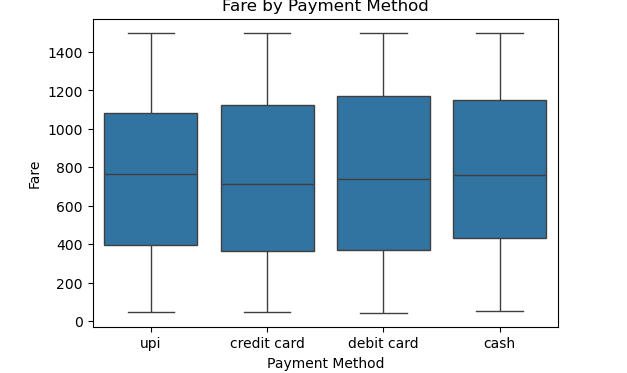 Fare by Payment Method
1400
1200
1000
800
600
400
200
0
Fare
upi
credit card
debit card
cash
Payment Method